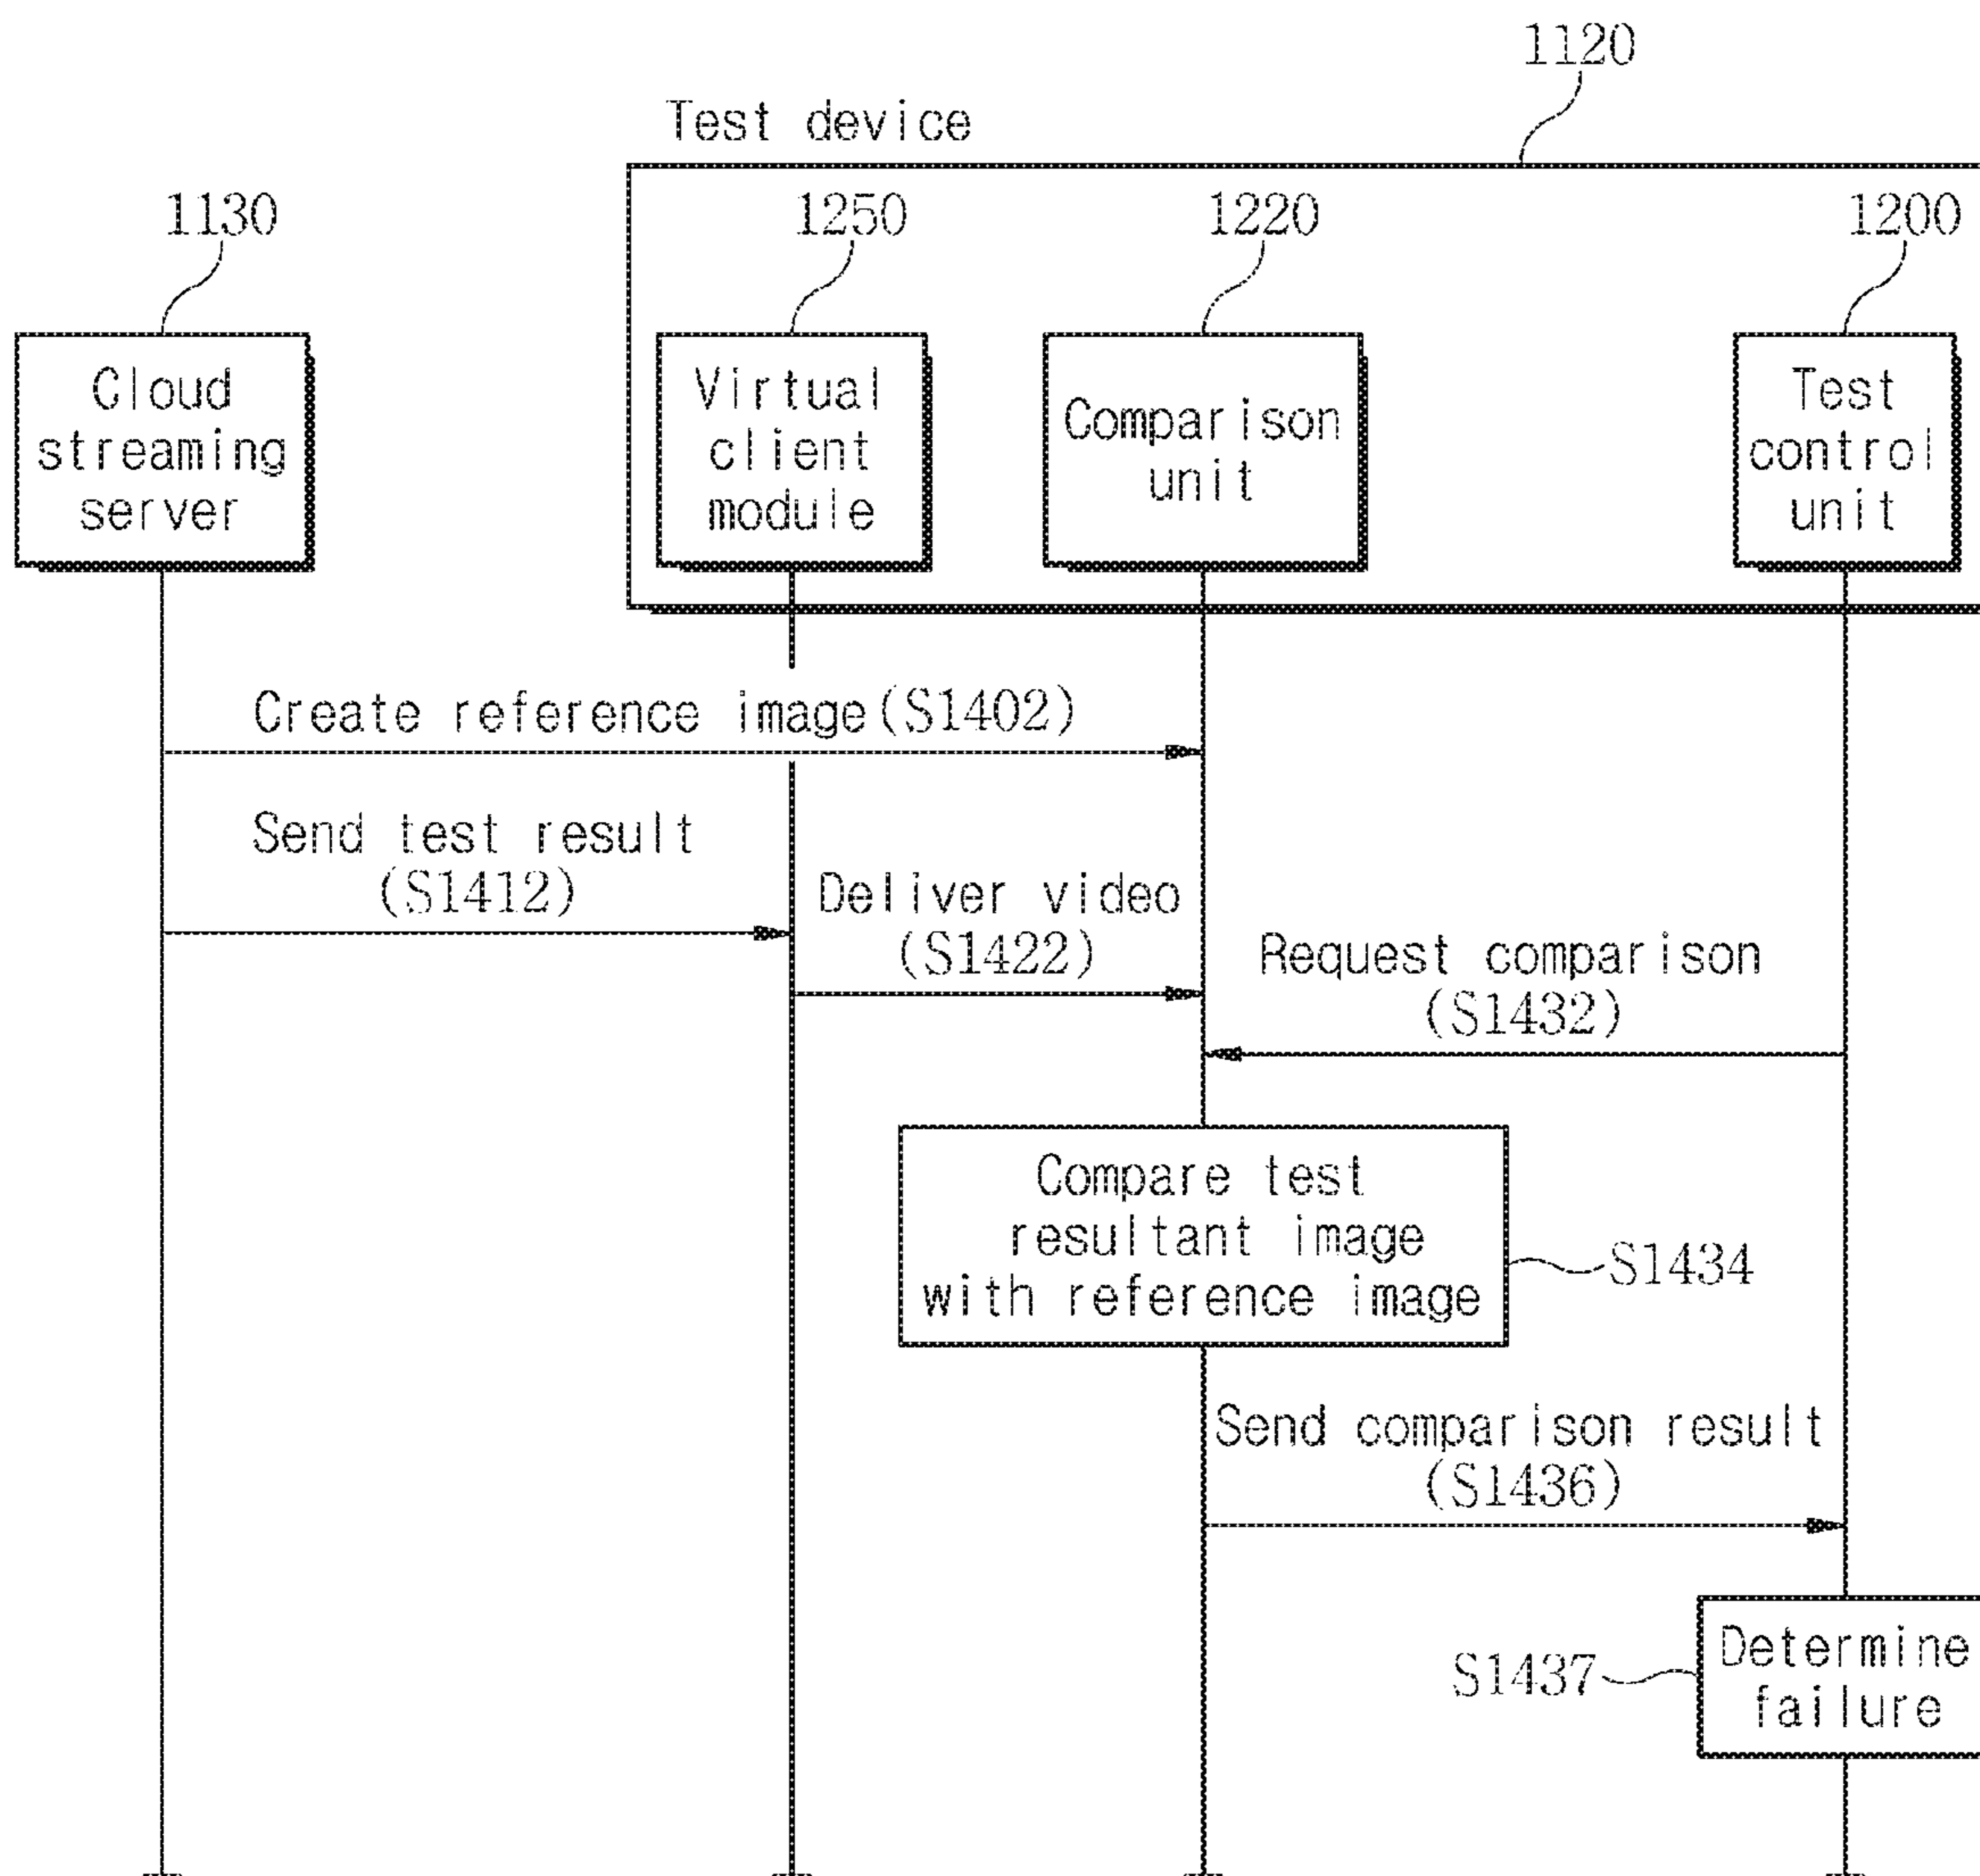 1120
Test device
1130
1250
1220
1200
Cloud
streaming
server
Virtual
client
module
Comparison
unit
Test
control
unit
Create reference image(S1402)
Send test result
(S1412)
Deliver video
(S1422)
Request comparison
(S1432)
Compare test
resultant image
with reference image
S1434
Send comparison result
(S1436)
S1437
Determine
failure